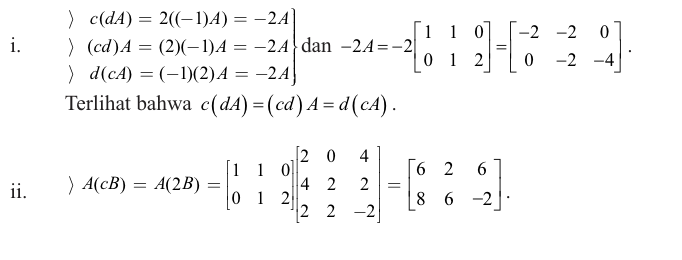 i. ⟩ c(dA) = 2((−1)A) = −2A
⟩ (cd)A = (2)(−1)A = −2A } dan −2A = −2 [1 1 0; 0 1 2] = [−2 −2 0; 0 −2 −4].
⟩ d(cA) = (−1)(2)A = −2A
Terlihat bahwa c(dA) = (cd)A = d(cA).
ii. ⟩ A(cB) = A(2B) = [1 1 0; 0 1 2] [2 0 4; 4 2 2; 2 2 −2] = [6 2 6; 8 6 −2].